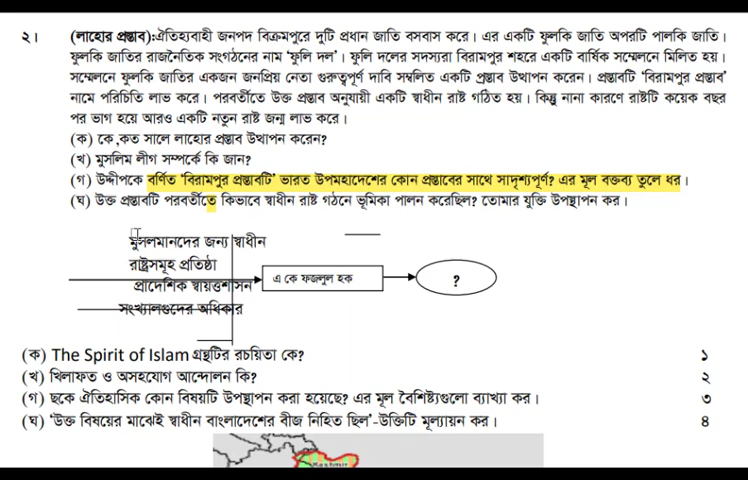 ২। (লাহোর প্রস্তাব):ঐতিহ্যবাহী জনপদ বিক্রমপুরে দুটি প্রধান জাতি বসবাস করে। এর একটি ফুলকি জাতি অপরটি পালকি জাতি।
ফুলকি জাতির রাজনৈতিক সংগঠনের নাম ‘ফুলি দল’। ফুলি দলের সদস্যরা বিরামপুর শহরে একটি বার্ষিক সম্মেলনে মিলিত হয়।
সম্মেলনে ফুলকি জাতির একজন জনপ্রিয় নেতা গুরুত্বপূর্ণ দাবি সম্বলিত একটি প্রস্তাব উত্থাপন করেন। প্রস্তাবটি ‘বিরামপুর প্রস্তাব’
নামে পরিচিতি লাভ করে। পরবর্তীতে উক্ত প্রস্তাব অনুযায়ী একটি স্বাধীন রাষ্ট গঠিত হয়। কিন্তু নানা কারণে রাষ্টটি কয়েক বছর
পর ভাগ হয়ে আরও একটি নতুন রাষ্ট জন্ম লাভ করে।
(ক) কে,কত সালে লাহোর প্রস্তাব উত্থাপন করেন?
(খ) মুসলিম লীগ সম্পর্কে কি জান?
(গ) উদ্দীপকে বর্ণিত ‘বিরামপুর প্রস্তাবটি’ ভারত উপমহাদেশের কোন প্রস্তাবের সাথে সাদৃশ্যপূর্ণ? এর মূল বক্তব্য তুলে ধর।
(ঘ) উক্ত প্রস্তাবটি পরবর্তীতে কিভাবে স্বাধীন রাষ্ট গঠনে ভূমিকা পালন করেছিল? তোমার যুক্তি উপস্থাপন কর।
মুসলমানদের জন্য স্বাধীন
রাষ্ট্রসমূহ প্রতিষ্ঠা
প্রাদেশিক স্বায়ত্তশাসন
সংখ্যালগুদের অধিকার
এ কে ফজলুল হক
?
(ক) The Spirit of Islam গ্রন্থটির রচয়িতা কে? ১
(খ) খিলাফত ও অসহযোগ আন্দোলন কি? ২
(গ) ছকে ঐতিহাসিক কোন বিষয়টি উপস্থাপন করা হয়েছে? এর মূল বৈশিষ্ট্যগুলো ব্যাখ্যা কর। ৩
(ঘ) ‘উক্ত বিষয়ের মাঝেই স্বাধীন বাংলাদেশের বীজ নিহিত ছিল’-উক্তিটি মূল্যায়ন কর। ৪
Kashmir